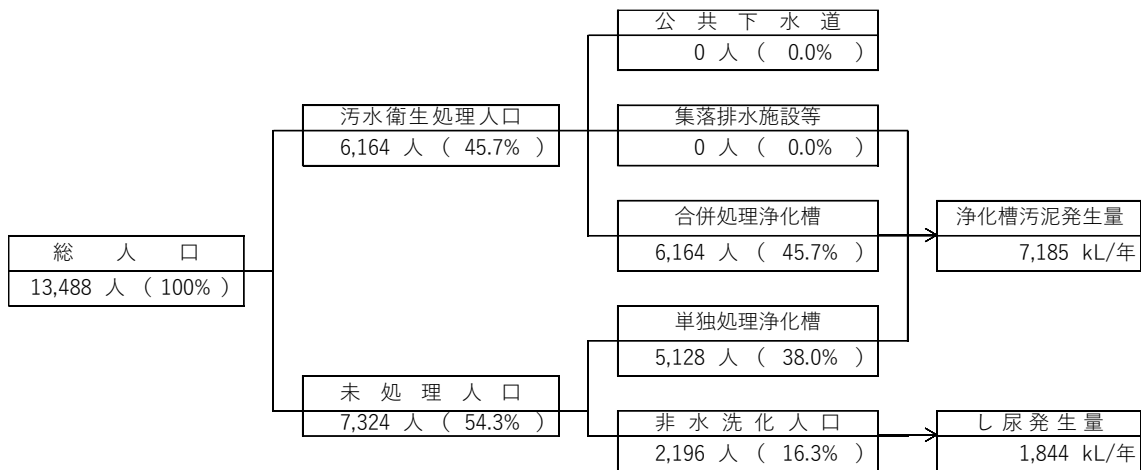 公共下水道
0 人 ( 0.0% )
汚水衛生処理人口
6,164 人 ( 45.7% )
集落排水施設等
0 人 ( 0.0% )
合併処理浄化槽
6,164 人 ( 45.7% )
浄化槽汚泥発生量
7,185 kL/年
総人口
13,488 人 ( 100% )
単独処理浄化槽
5,128 人 ( 38.0% )
未処理人口
7,324 人 ( 54.3% )
非水洗化人口
2,196 人 ( 16.3% )
し尿発生量
1,844 kL/年